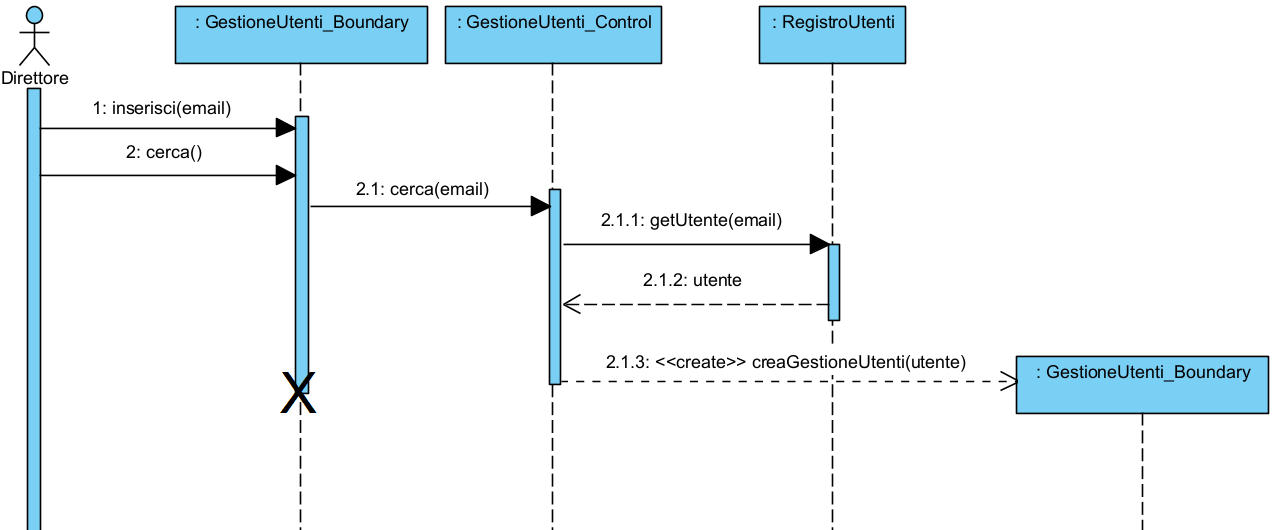 : GestioneUtenti_Boundary
: GestioneUtenti_Control
: RegistroUtenti
Direttore
1: inserisci(email)
2: cerca()
2.1: cerca(email)
2.1.1: getUtente(email)
2.1.2: utente
2.1.3: <<create>> creaGestioneUtenti(utente)
: GestioneUtenti_Boundary
X